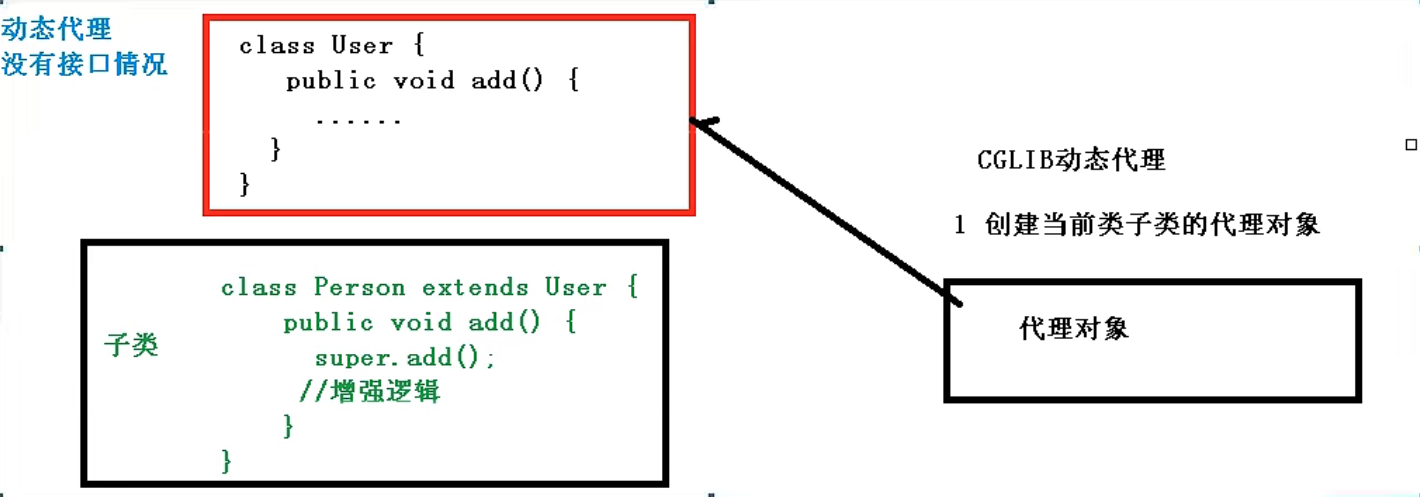 动态代理
没有接口情况
class User {
public void add() {
......
}
}
子类
class Person extends User {
public void add() {
super.add();
//增强逻辑
}
}
CGLIB动态代理
1 创建当前类子类的代理对象
代理对象